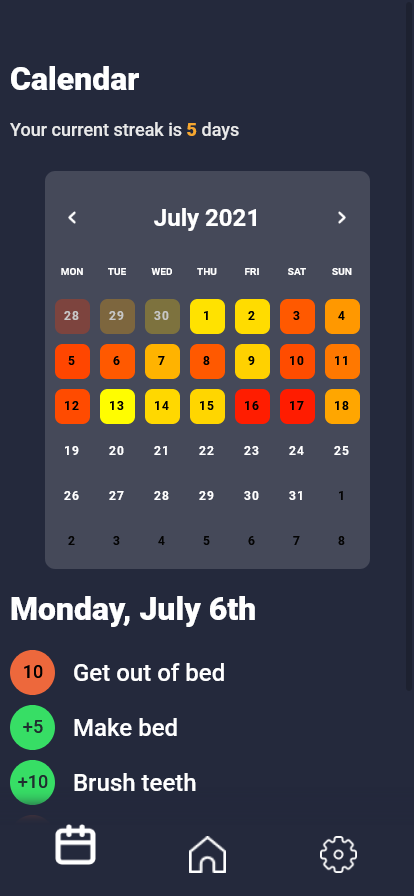 Calendar
Your current streak is 5 days
July 2021
MON TUE WED THU FRI SAT SUN
28 29 30 1 2 3 4
5 6 7 8 9 10 11
12 13 14 15 16 17 18
19 20 21 22 23 24 25
26 27 28 29 30 31 1
2 3 4 5 6 7 8
Monday, July 6th
10 Get out of bed
+5 Make bed
+10 Brush teeth